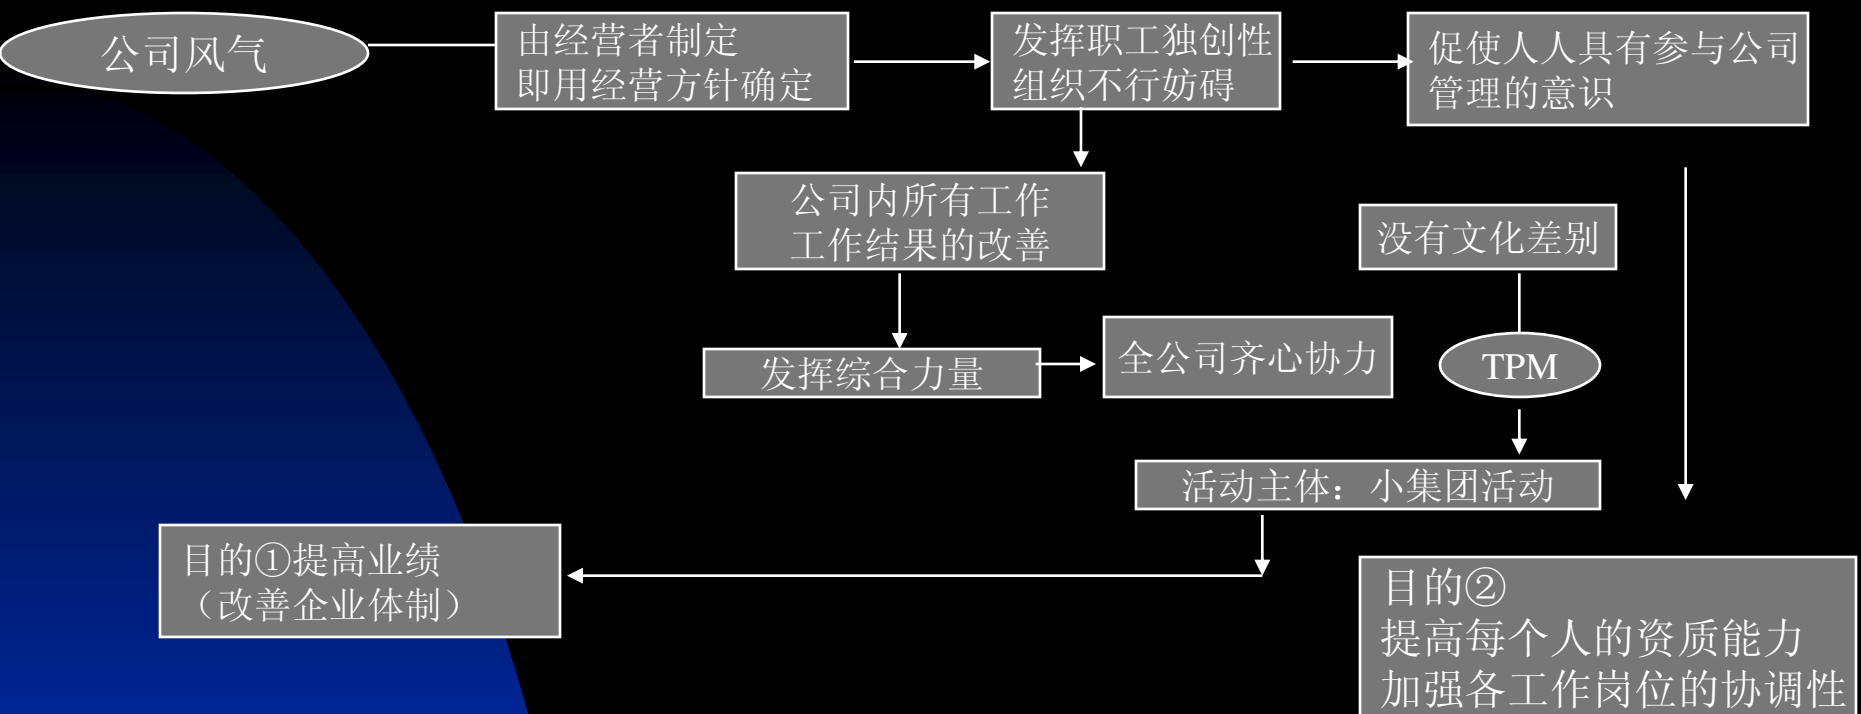 公司风气
由经营者制定
即用经营方针确定
发挥职工独创性
组织不行妨碍
促使人人具有参与公司
管理的意识
公司内所有工作
工作结果的改善
没有文化差别
发挥综合力量
全公司齐心协力
TPM
活动主体：小集团活动
目的①提高业绩
（改善企业体制）
目的②
提高每个人的资质能力
加强各工作岗位的协调性